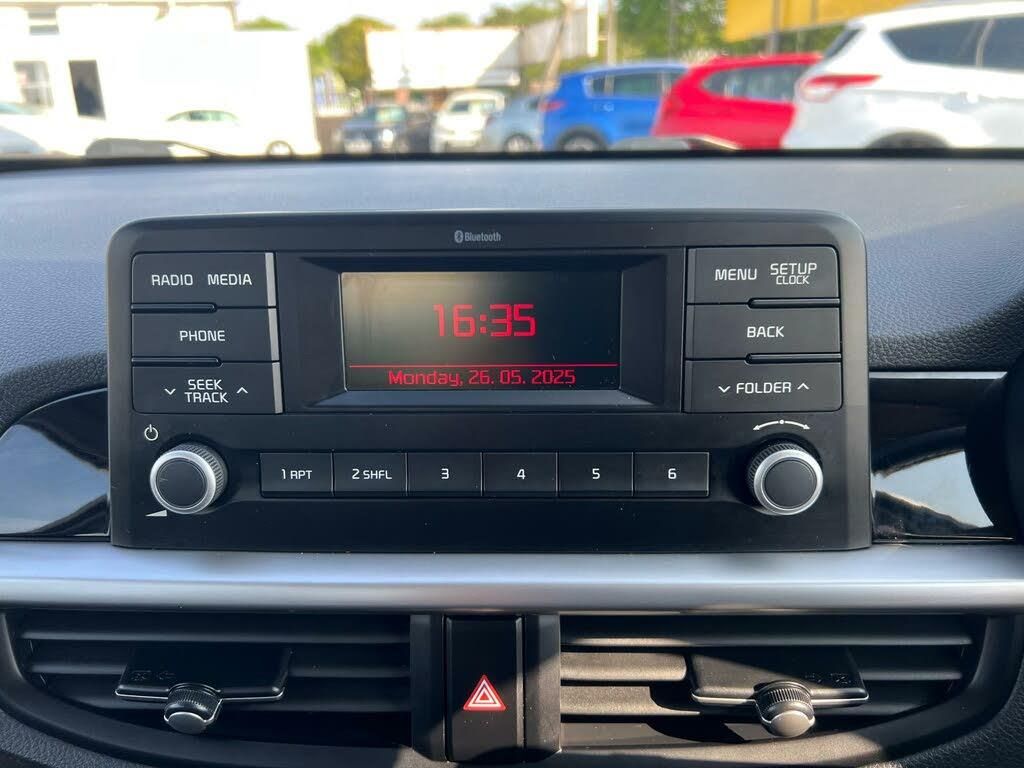 Bluetooth
RADIO MEDIA
PHONE
SEEK
TRACK
16:35
Monday, 26. 05. 2025
MENU SETUP
CLOCK
BACK
FOLDER
1 RPT 2 SHFL 3 4 5 6